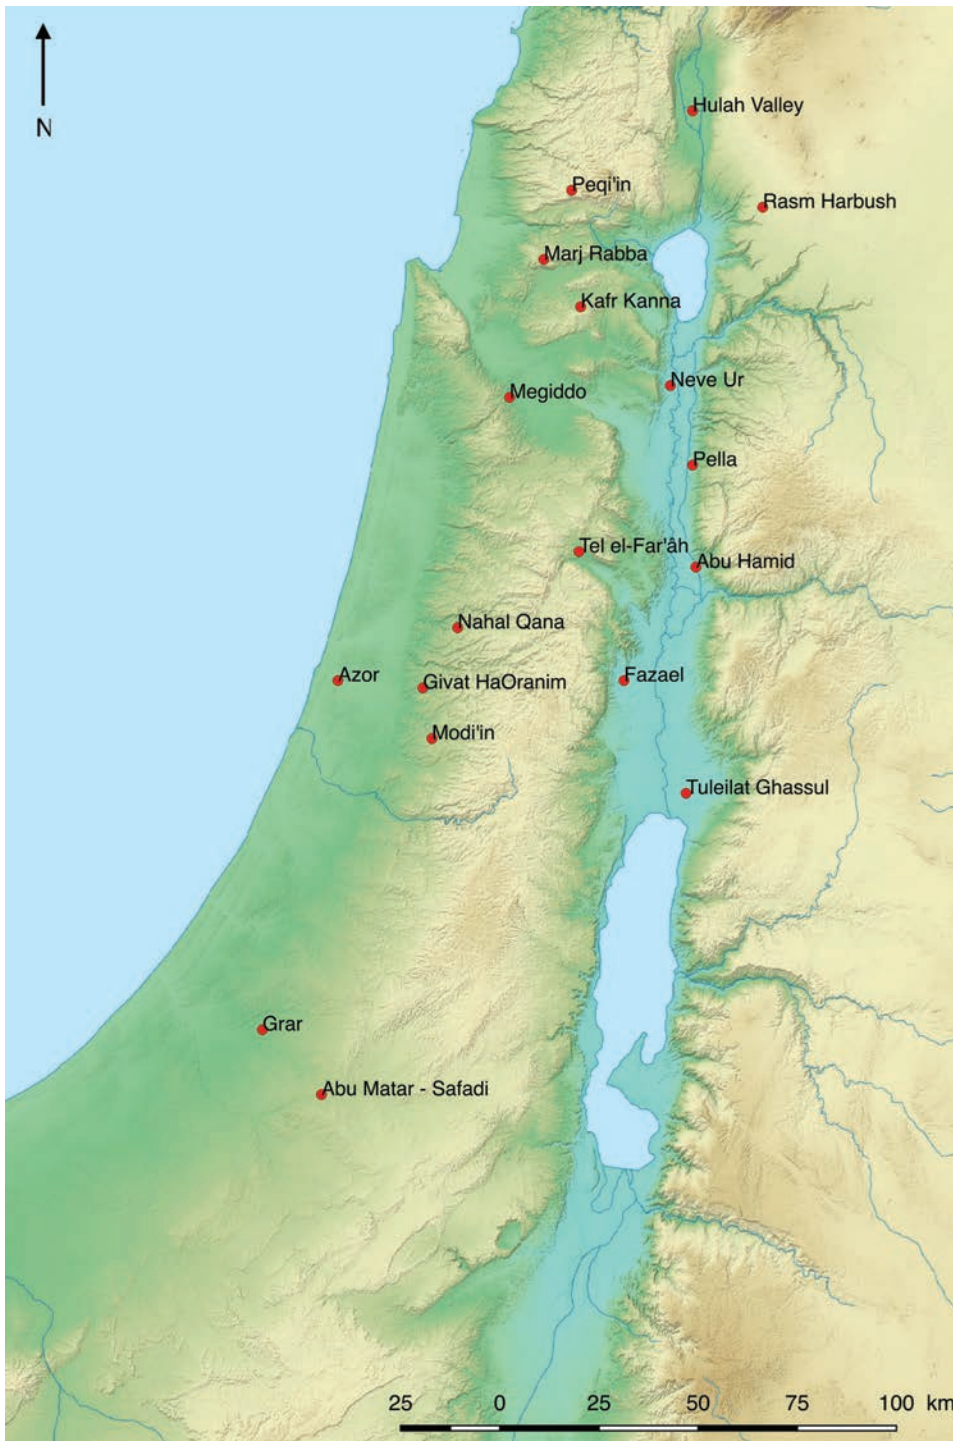 N
Hulah Valley
Peqi'in
Rasm Harbush
Marj Rabba
Kafr Kanna
Neve Ur
Megiddo
Pella
Tel el-Far'âh
Abu Hamid
Nahal Qana
Azor
Givat HaOranim
Fazael
Modi'in
Tuleilat Ghassul
Grar
Abu Matar - Safadi
25 0 25 50 75 100 km